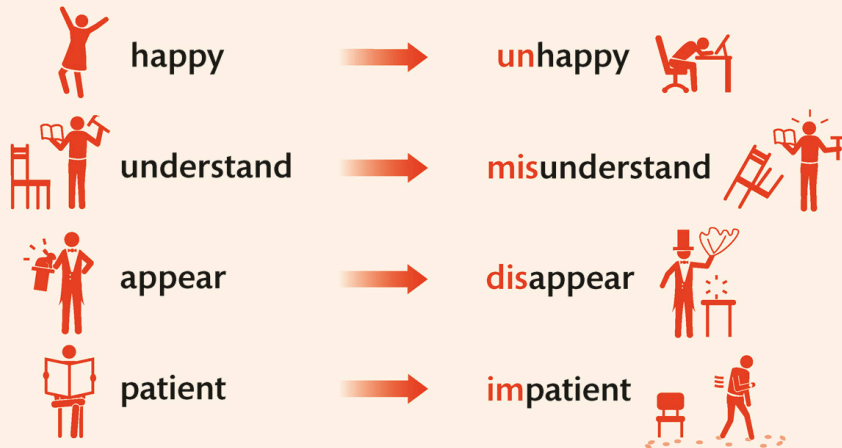 happy unhappy
understand misunderstand
appear disappear
patient impatient